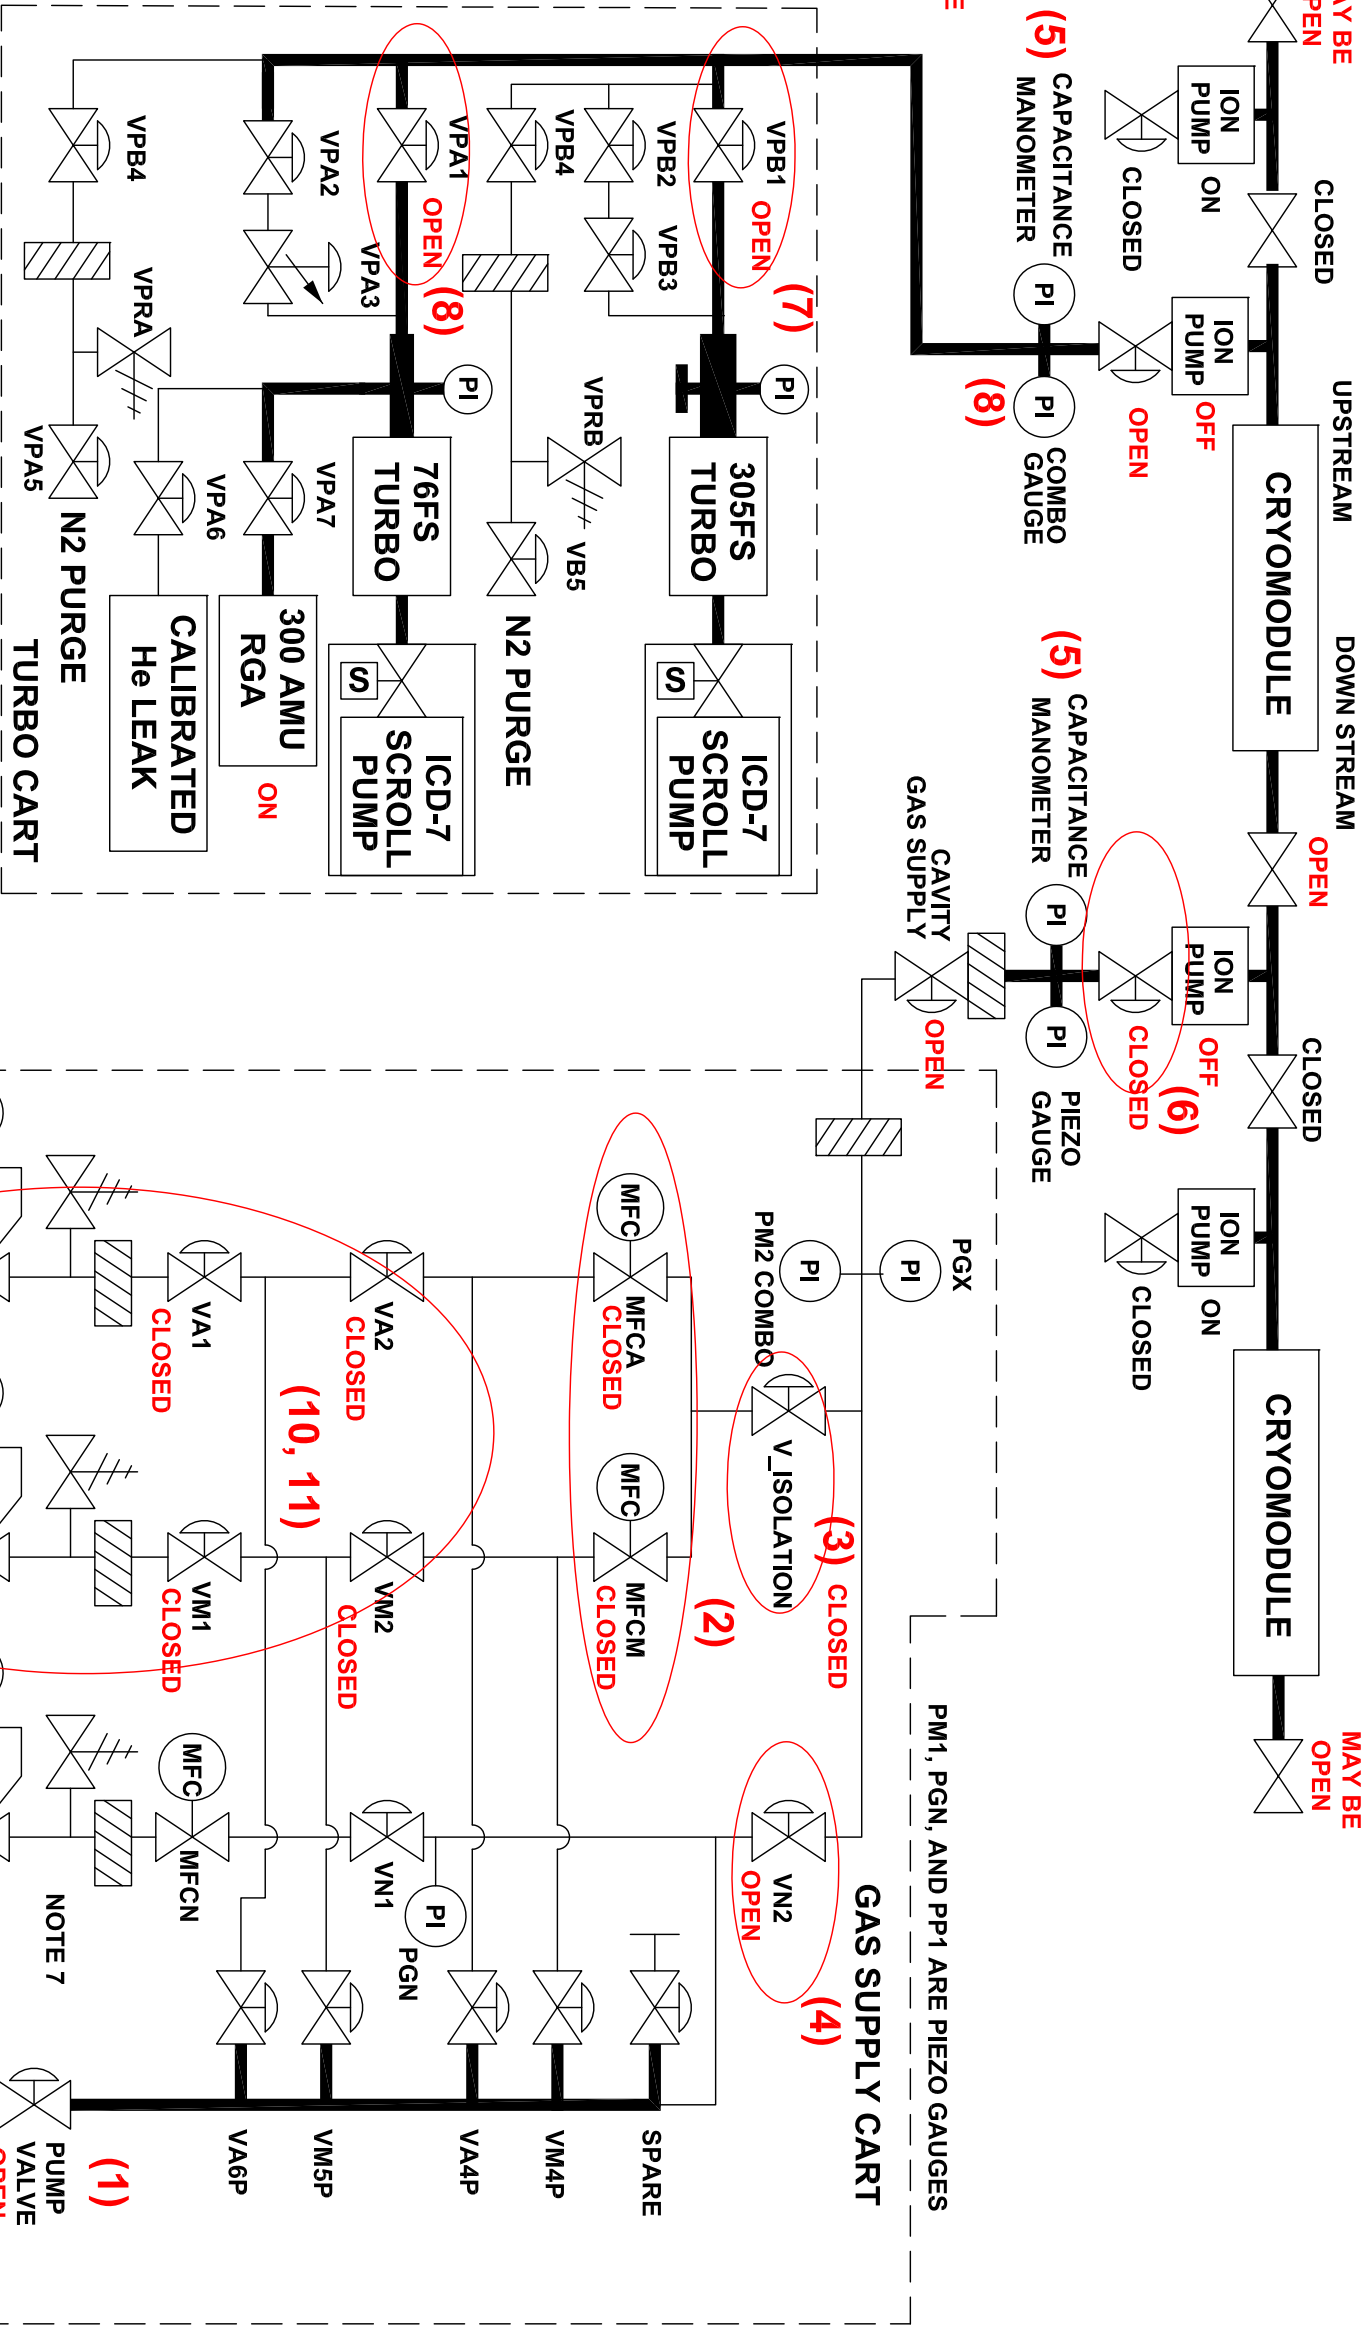 MAY BE
OPEN
ION
PUMP
ON
CLOSED
CLOSED
ION
PUMP
OFF
OPEN
UPSTREAM
CRYOMODULE
DOWN STREAM
OPEN
ION
PUMP
OFF
CLOSED
(6)
CLOSED
ION
PUMP
ON
CLOSED
CRYOMODULE
MAY BE
OPEN
(5)
CAPACITANCE
MANOMETER
PI
PI
COMBO
GAUGE
(8)
(5)
CAPACITANCE
MANOMETER
PI
PI
PIEZO
GAUGE
CAVITY
GAS SUPPLY
OPEN
VPB1
OPEN
(7)
PI
305FS
TURBO
S
ICD-7
SCROLL
PUMP
VPB2
VPB3
VPB4
VPRB
VB5
N2 PURGE
VPA1
OPEN
(8)
PI
76FS
TURBO
S
ICD-7
SCROLL
PUMP
VPA2
VPA3
VPA7
300 AMU
RGA
ON
VPA6
CALIBRATED
He LEAK
VPB4
VPRA
VPA5
N2 PURGE
TURBO CART
PM1, PGN, AND PP1 ARE PIEZO GAUGES
GAS SUPPLY CART
PGX
PI
PI
PM2 COMBO
V_ISOLATION
(3)
CLOSED
VN2
OPEN
(4)
MFC
MFCA
CLOSED
MFC
MFCM
CLOSED
(2)
VA2
CLOSED
VM2
CLOSED
VN1
PI
PGN
(10, 11)
VA1
CLOSED
VM1
CLOSED
MFC
MFCN
NOTE 7
SPARE
VM4P
VA4P
VM5P
VA6P
(1)
PUMP
VALVE